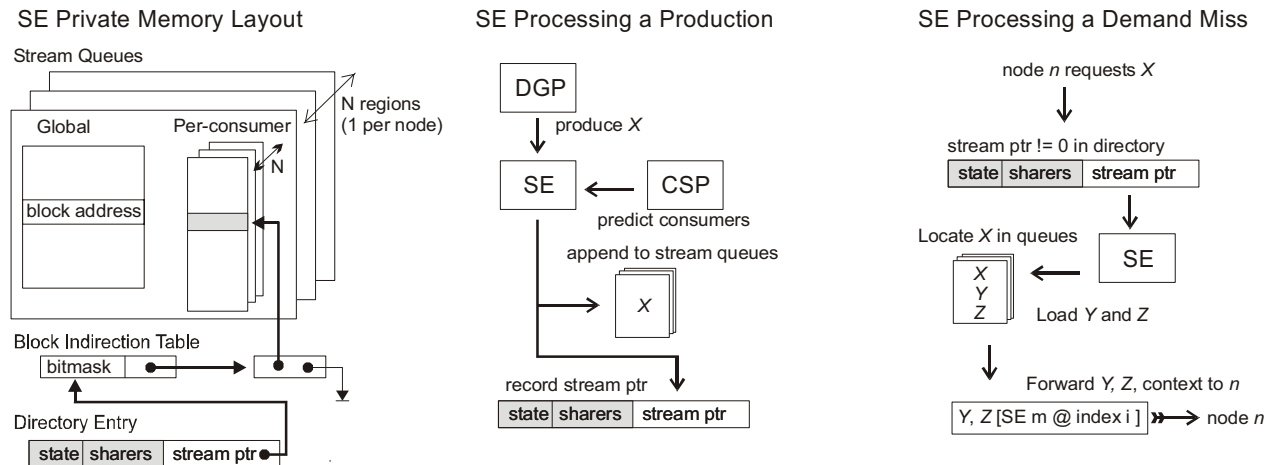 SE Private Memory Layout
Stream Queues
N regions
(1 per node)
Global
Per-consumer
N
block address
Block Indirection Table
bitmask
Directory Entry
state sharers stream ptr
SE Processing a Production
DGP
produce X
SE
CSP
predict consumers
append to stream queues
X
record stream ptr
state sharers stream ptr
SE Processing a Demand Miss
node n requests X
stream ptr != 0 in directory
state sharers stream ptr
Locate X in queues
SE
X
Y
Z
Load Y and Z
Forward Y, Z, context to n
Y, Z [SE m @ index i ]
node n